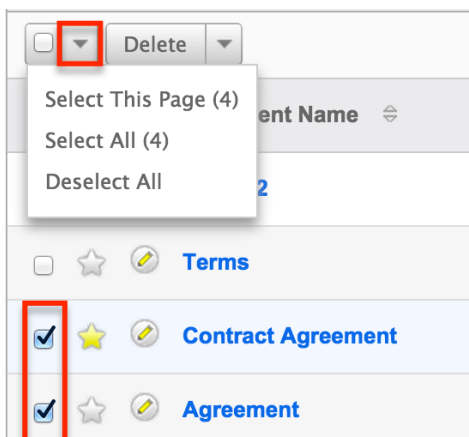 Delete
Select This Page (4)
ent Name
Select All (4)
Deselect All
2
Terms
Contract Agreement
Agreement